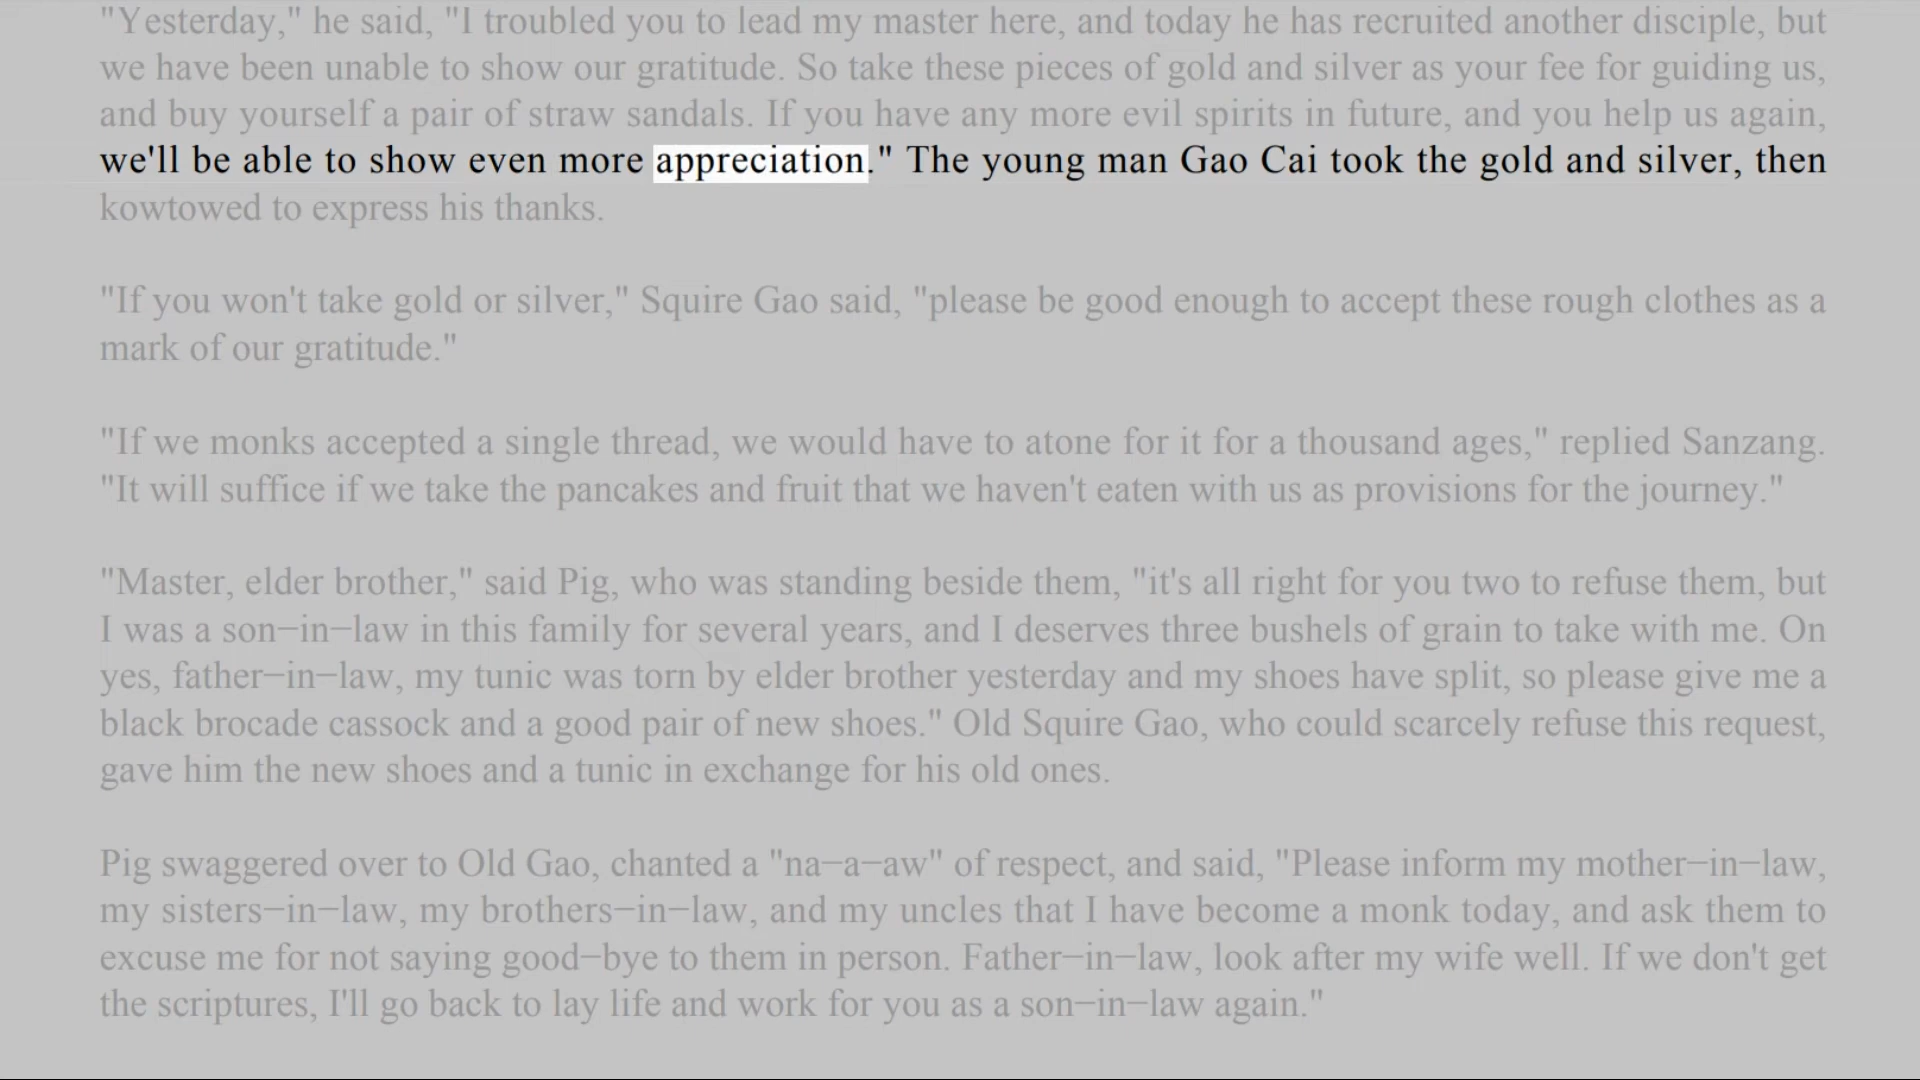 "Yesterday," he said, "I troubled you to lead my master here, and today he has recruited another disciple, but
we have been unable to show our gratitude. So take these pieces of gold and silver as your fee for guiding us,
and buy yourself a pair of straw sandals. If you have any more evil spirits in future, and you help us again,
we'll be able to show even more appreciation." The young man Gao Cai took the gold and silver, then
kowtowed to express his thanks.
"If you won't take gold or silver," Squire Gao said, "please be good enough to accept these rough clothes as a
mark of our gratitude."
"If we monks accepted a single thread, we would have to atone for it for a thousand ages," replied Sanzang.
"It will suffice if we take the pancakes and fruit that we haven't eaten with us as provisions for the journey."
"Master, elder brother," said Pig, who was standing beside them, "it's all right for you two to refuse them, but
I was a son−in−law in this family for several years, and I deserves three bushels of grain to take with me. On
yes, father−in−law, my tunic was torn by elder brother yesterday and my shoes have split, so please give me a
black brocade cassock and a good pair of new shoes." Old Squire Gao, who could scarcely refuse this request,
gave him the new shoes and a tunic in exchange for his old ones.
Pig swaggered over to Old Gao, chanted a "na−a−aw" of respect, and said, "Please inform my mother−in−law,
my sisters−in−law, my brothers−in−law, and my uncles that I have become a monk today, and ask them to
excuse me for not saying good−bye to them in person. Father−in−law, look after my wife well. If we don't get
the scriptures, I'll go back to lay life and work for you as a son−in−law again."